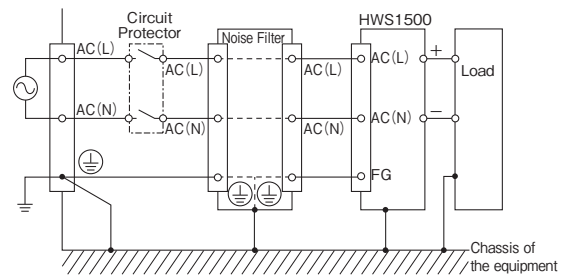 Circuit
Protector
Noise Filter
HWS1500
AC(L)
AC(L)
AC(L)
AC(L)
+
Load
AC(N)
AC(N)
AC(N)
AC(N)
−
FG
Chassis of
the equipment